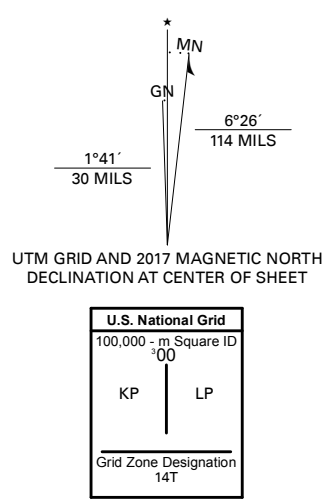 ★
MN
GN
6°26´
114 MILS
1°41´
30 MILS
UTM GRID AND 2017 MAGNETIC NORTH
DECLINATION AT CENTER OF SHEET
U.S. National Grid
100,000 - m Square ID
³00
KP LP
Grid Zone Designation
14T